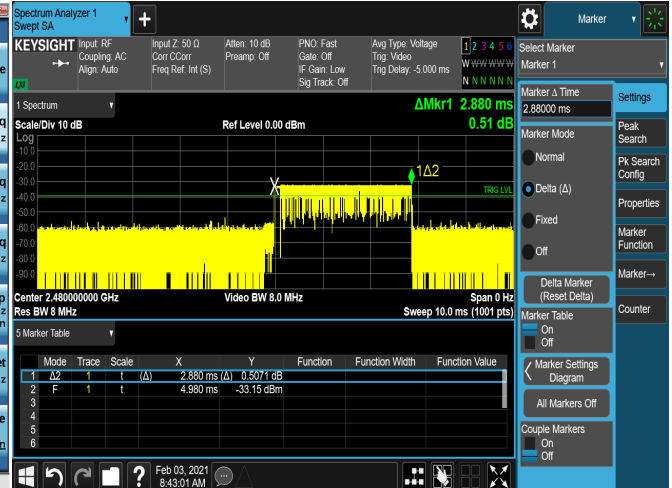 Spectrum Analyzer 1
Swept SA
+
KEYSIGHT
Input: RF
Coupling: AC
Align: Auto
Input Z: 50 Ω
Corr CCorr
Freq Ref: Int (S)
Atten: 10 dB
Preamp: Off
PNO: Fast
Gate: Off
IF Gain: Low
Sig Track: Off
Avg Type: Voltage
Trig: Video
Trig Delay: -5.000 ms
1 2 3 4 5 6
W W W W W W
N N N N N N
LXI
1 Spectrum
ΔMkr1 2.880 ms
0.51 dB
Scale/Div 10 dB
Ref Level 0.00 dBm
Log
-10.0
-20.0
-30.0
-40.0
-50.0
-60.0
-70.0
-80.0
-90.0
X
1Δ2
TRIG LVL
Center 2.480000000 GHz
Res BW 8 MHz
Video BW 8.0 MHz
Span 0 Hz
Sweep 10.0 ms (1001 pts)
5 Marker Table
Mode Trace Scale X Y Function Function Width Function Value
1 Δ2 1 t (Δ) 2.880 ms (Δ) 0.5071 dB
2 F 1 t 4.980 ms -33.15 dBm
3
4
5
6
Feb 03, 2021
8:43:01 AM
?
Marker
Select Marker
Marker 1
Marker Δ Time
2.88000 ms
Marker Mode
Normal
Delta (Δ)
Fixed
Off
Delta Marker
(Reset Delta)
Marker Table
On
Off
Marker Settings
Diagram
All Markers Off
Couple Markers
On
Off
Settings
Peak
Search
Pk Search
Config
Properties
Marker
Function
Marker→
Counter